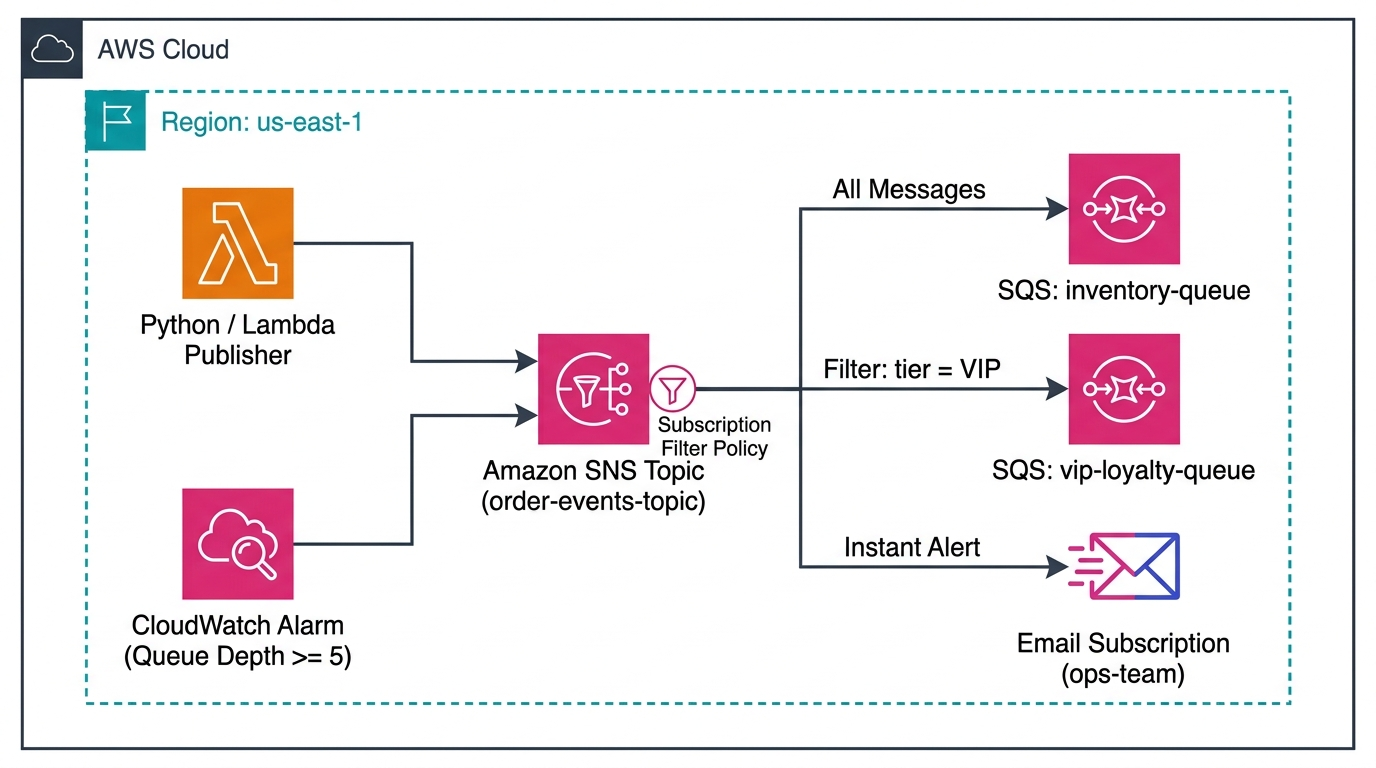 AWS Cloud
Region: us-east-1
Python / Lambda
Publisher
CloudWatch Alarm
(Queue Depth >= 5)
Subscription
Filter Policy
Amazon SNS Topic
(order-events-topic)
All Messages
SQS: inventory-queue
Filter: tier = VIP
SQS: vip-loyalty-queue
Instant Alert
Email Subscription
(ops-team)